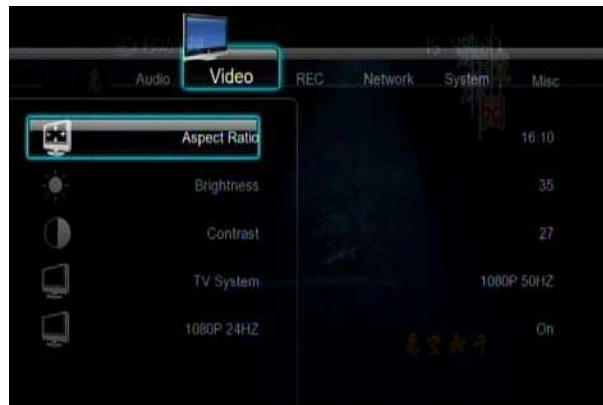 Audio Video REC Network System Misc
Aspect Ratio 16:10
Brightness 35
Contrast 27
TV System 1080P 50HZ
1080P 24HZ On